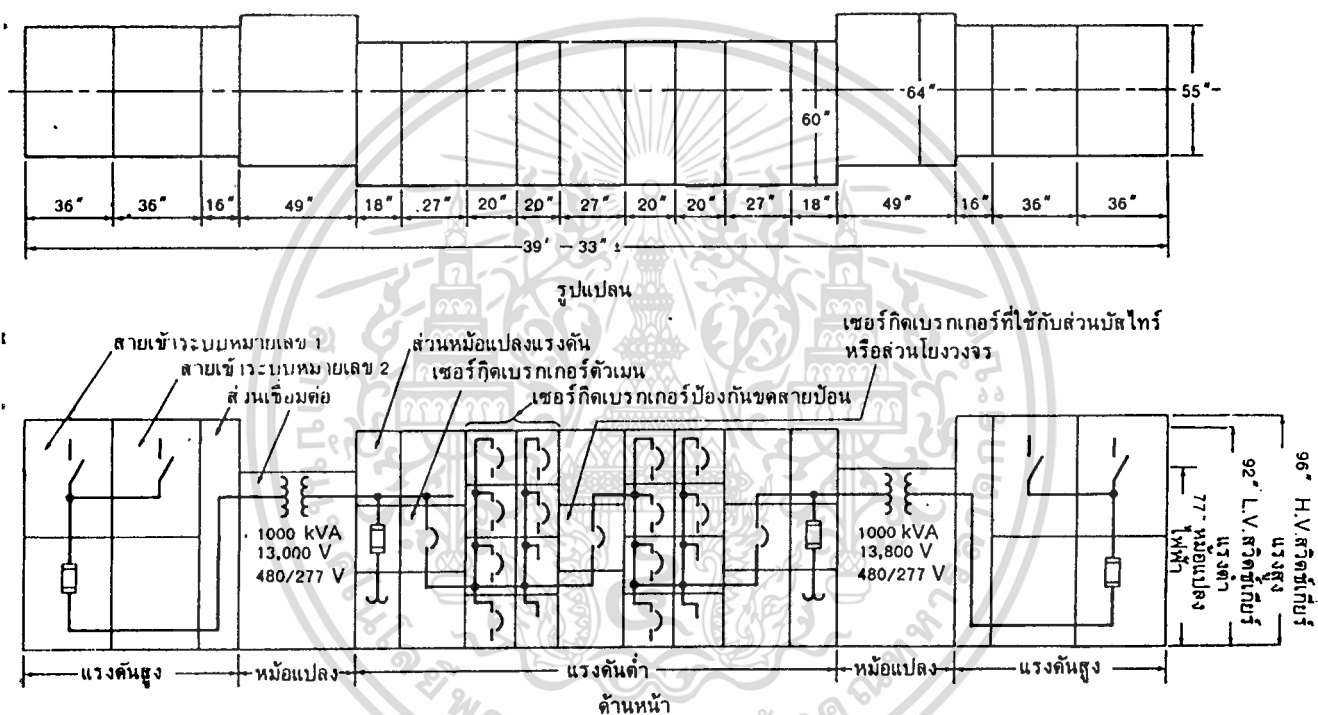 64"
55"
60"
36" 36" 16" 49" 18" 27" 20" 20" 27 20" 20" 27" 18" 49" 16" 36" 36"
39' - 33" ±
รูปแปลน
สายเข้าระบบหมายเลข 1
สายเข้าระบบหมายเลข 2
ส่วนเชื่อมต่อ
ส่วนหม้อแปลงแรงดัน
เซอร์กิตเบรกเกอร์ตัวเมน
เซอร์กิตเบรกเกอร์ป้องกันขดสายป้อน
เซอร์กิตเบรกเกอร์ที่ใช้กับส่วนบัสไทร์
หรือส่วนโยงวงจร
1000 kVA
13,000 V
480/277 V
1000 kVA
13,800 V
480/277 V
96" H.V.สวิตช์เกียร์
แรงสูง
92" L.V.สวิตช์เกียร์
แรงต่ำ
77" หม้อแปลง
ไฟฟ้า
แรงดันสูง หม้อแปลง แรงดันต่ำ หม้อแปลง แรงดันสูง
ด้านหน้า